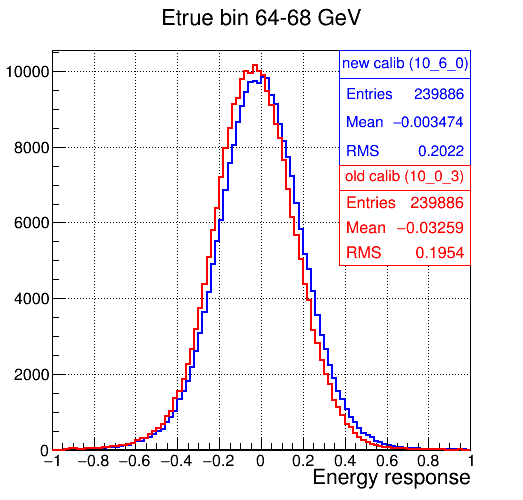 Etrue bin 64-68 GeV
new calib (10_6_0)
Entries 239886
Mean −0.003474
RMS 0.2022
old calib (10_0_3)
Entries 239886
Mean −0.03259
RMS 0.1954
10000
8000
6000
4000
2000
0
−1 −0.8 −0.6 −0.4 −0.2 0 0.2 0.4 0.6 0.8 1
Energy response